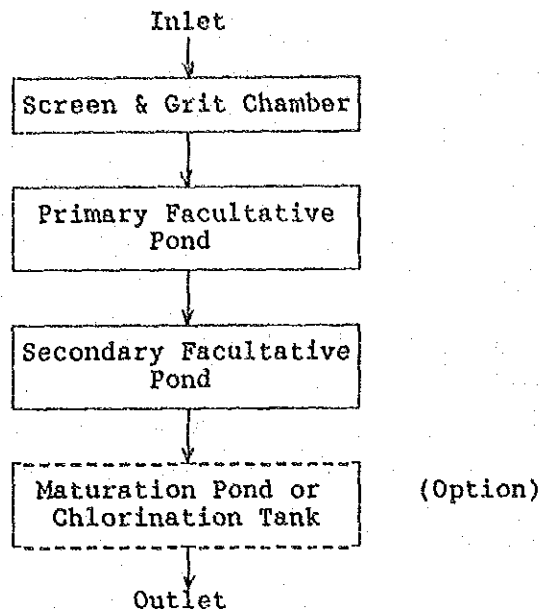 Inlet
Screen & Grit Chamber
Primary Facultative
Pond
Secondary Facultative
Pond
Maturation Pond or
Chlorination Tank
(Option)
Outlet